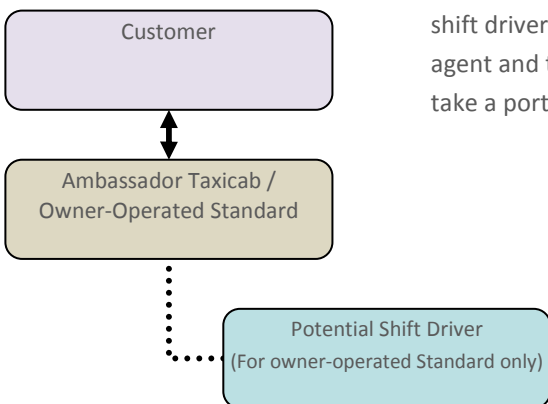 Customer
shift driver
agent and
take a port
Ambassador Taxicab /
Owner-Operated Standard
Potential Shift Driver
(For owner-operated Standard only)